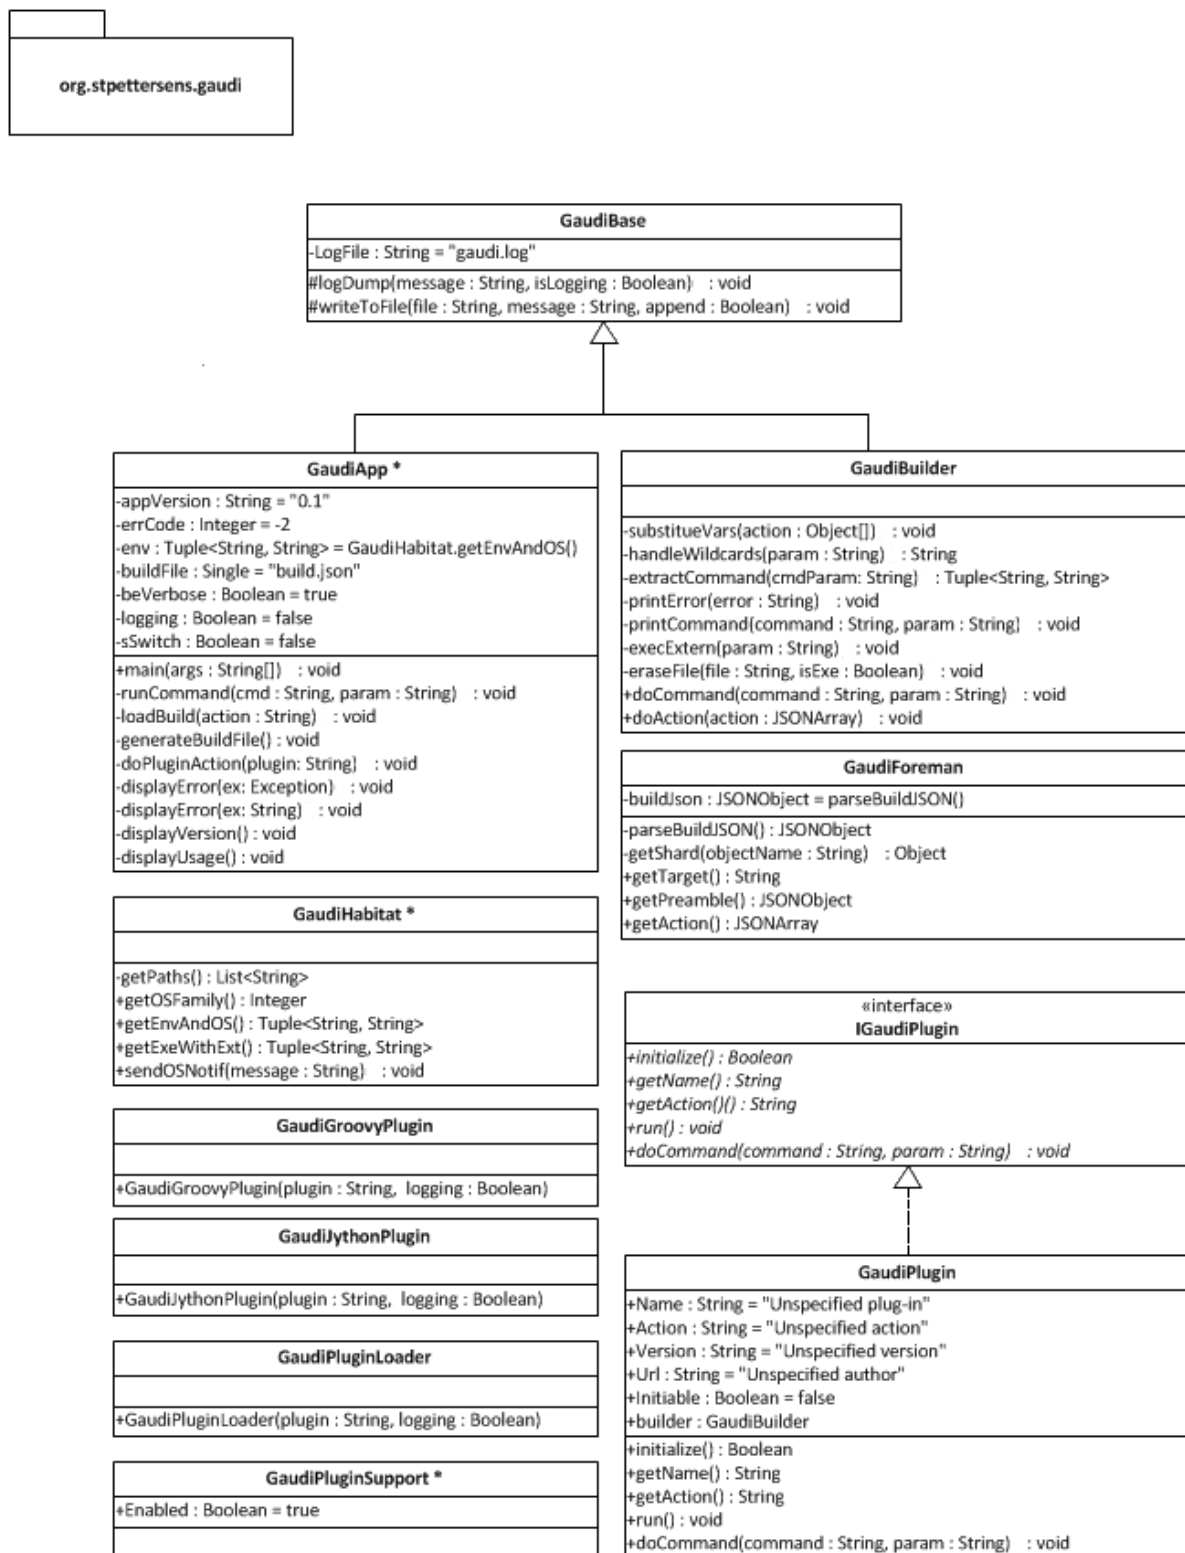 org.stpettersens.gaudi
GaudiBase
-LogFile : String = "gaudi.log"
#logDump(message : String, isLogging : Boolean) : void
#writeToFile(file : String, message : String, append : Boolean) : void
GaudiApp *
-appVersion : String = "0.1"
-errCode : Integer = -2
-env : Tuple<String, String> = GaudiHabitat.getEnvAndOS()
-buildFile : Single = "build.json"
-beVerbose : Boolean = true
-logging : Boolean = false
-sSwitch : Boolean = false
+main(args : String[]) : void
-runCommand(cmd : String, param : String) : void
-loadBuild(action : String) : void
-generateBuildFile() : void
-doPluginAction(plugin: String) : void
-displayError(ex: Exception) : void
-displayError(ex: String) : void
-displayVersion() : void
-displayUsage() : void
GaudiHabitat *
-getPaths() : List<String>
+getOSFamily() : Integer
+getEnvAndOS() : Tuple<String, String>
+getExeWithExt() : Tuple<String, String>
+sendOSNotif(message : String) : void
GaudiGroovyPlugin
+GaudiGroovyPlugin(plugin : String, logging : Boolean)
GaudiJythonPlugin
+GaudiJythonPlugin(plugin : String, logging : Boolean)
GaudiPluginLoader
+GaudiPluginLoader(plugin : String, logging : Boolean)
GaudiPluginSupport *
+Enabled : Boolean = true
GaudiBuilder
-substitueVars(action : Object[]) : void
-handleWildcards(param : String) : String
-extractCommand(cmdParam: String) : Tuple<String, String>
-printError(error : String) : void
-printCommand(command : String, param : String) : void
-execExtern(param : String) : void
-eraseFile(file : String, isExe : Boolean) : void
+doCommand(command : String, param : String) : void
+doAction(action : JSONArray) : void
GaudiForeman
-buildJson : JSONObject = parseBuildJSON()
-parseBuildJSON() : JSONObject
-getShard(objectName : String) : Object
+getTarget() : String
+getPreamble() : JSONObject
+getAction() : JSONArray
«interface»
IGaudiPlugin
+initialize() : Boolean
+getName() : String
+getAction()() : String
+run() : void
+doCommand(command : String, param : String) : void
GaudiPlugin
+Name : String = "Unspecified plug-in"
+Action : String = "Unspecified action"
+Version : String = "Unspecified version"
+Url : String = "Unspecified author"
+Initiable : Boolean = false
+builder : GaudiBuilder
+initialize() : Boolean
+getName() : String
+getAction() : String
+run() : void
+doCommand(command : String, param : String) : void